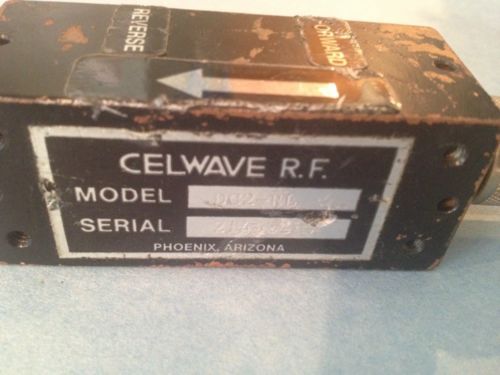 REVERSE
FORWARD
CELWAVE R.F.
MODEL
SERIAL
PHOENIX, ARIZONA